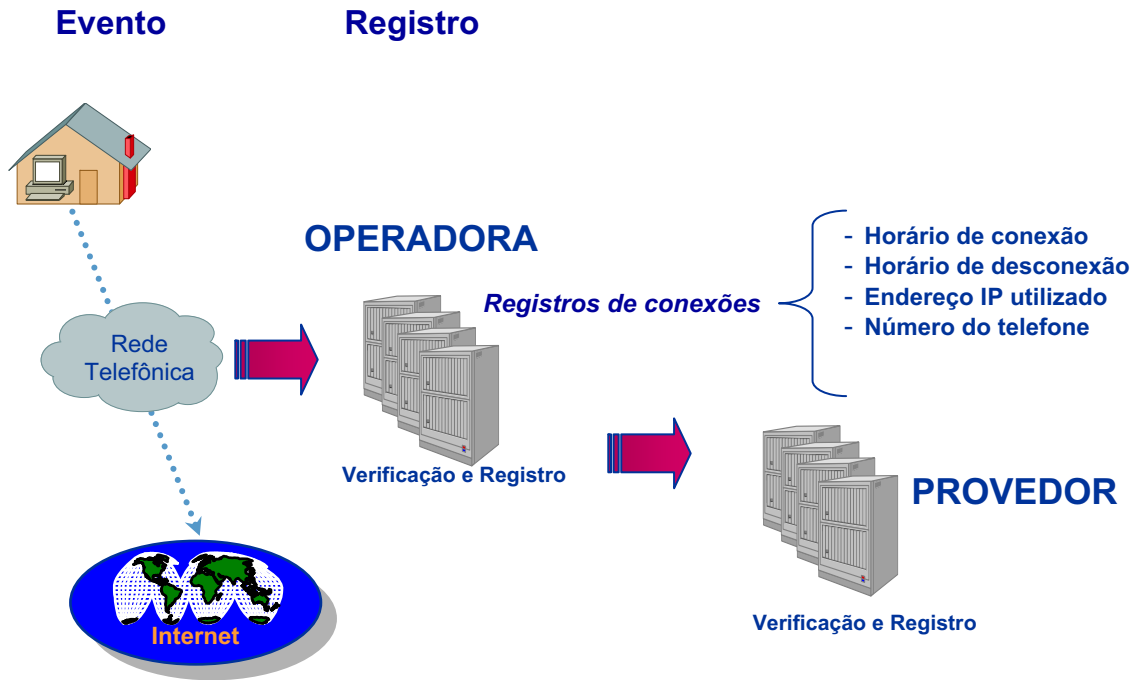 Evento
Registro
OPERADORA
Registros de conexões
- Horário de conexão
- Horário de desconexão
- Endereço IP utilizado
- Número do telefone
Rede
Telefônica
Verificação e Registro
PROVEDOR
Verificação e Registro
Internet